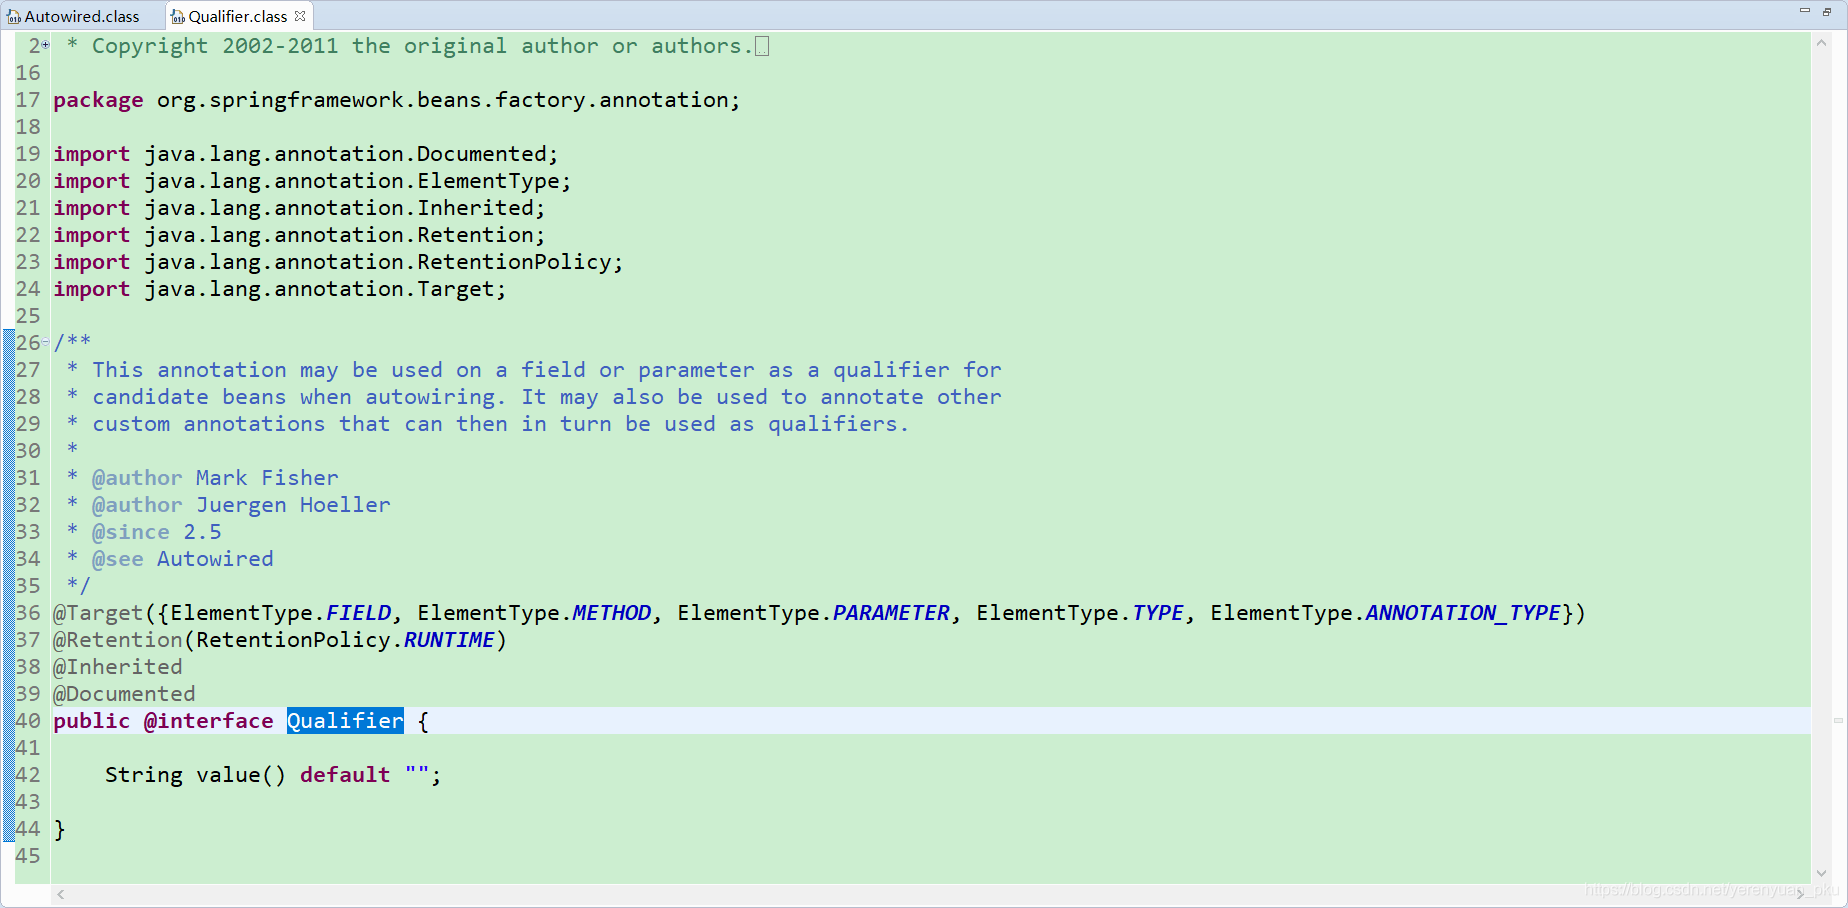 Autowired.class Qualifier.class
2 * Copyright 2002-2011 the original author or authors.
16
17 package org.springframework.beans.factory.annotation;
18
19 import java.lang.annotation.Documented;
20 import java.lang.annotation.ElementType;
21 import java.lang.annotation.Inherited;
22 import java.lang.annotation.Retention;
23 import java.lang.annotation.RetentionPolicy;
24 import java.lang.annotation.Target;
25
26 /**
27 * This annotation may be used on a field or parameter as a qualifier for
28 * candidate beans when autowiring. It may also be used to annotate other
29 * custom annotations that can then in turn be used as qualifiers.
30 *
31 * @author Mark Fisher
32 * @author Juergen Hoeller
33 * @since 2.5
34 * @see Autowired
35 */
36 @Target({ElementType.FIELD, ElementType.METHOD, ElementType.PARAMETER, ElementType.TYPE, ElementType.ANNOTATION_TYPE})
37 @Retention(RetentionPolicy.RUNTIME)
38 @Inherited
39 @Documented
40 public @interface Qualifier {
41
42 String value() default "";
43
44 }
45
https://blog.csdn.net/yerenyuan_pku